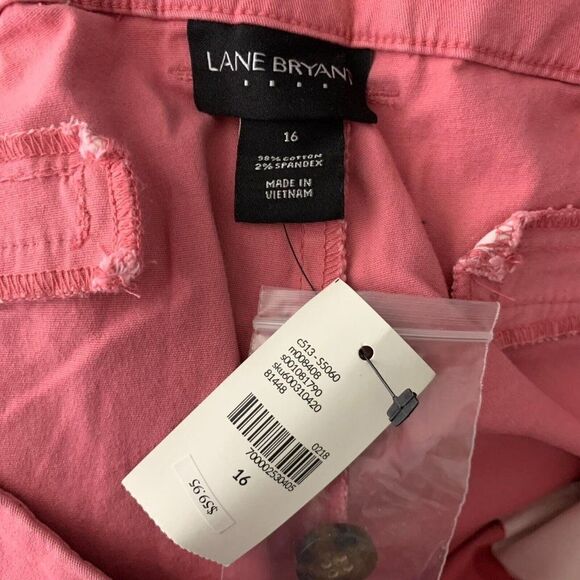 LANE BRYANT
16
98% COTTON
2% SPANDEX
MADE IN
VIETNAM
c513 - S5060
m008408
s001081790
sku600310420
81448
0218
700002530405
16
$59.95